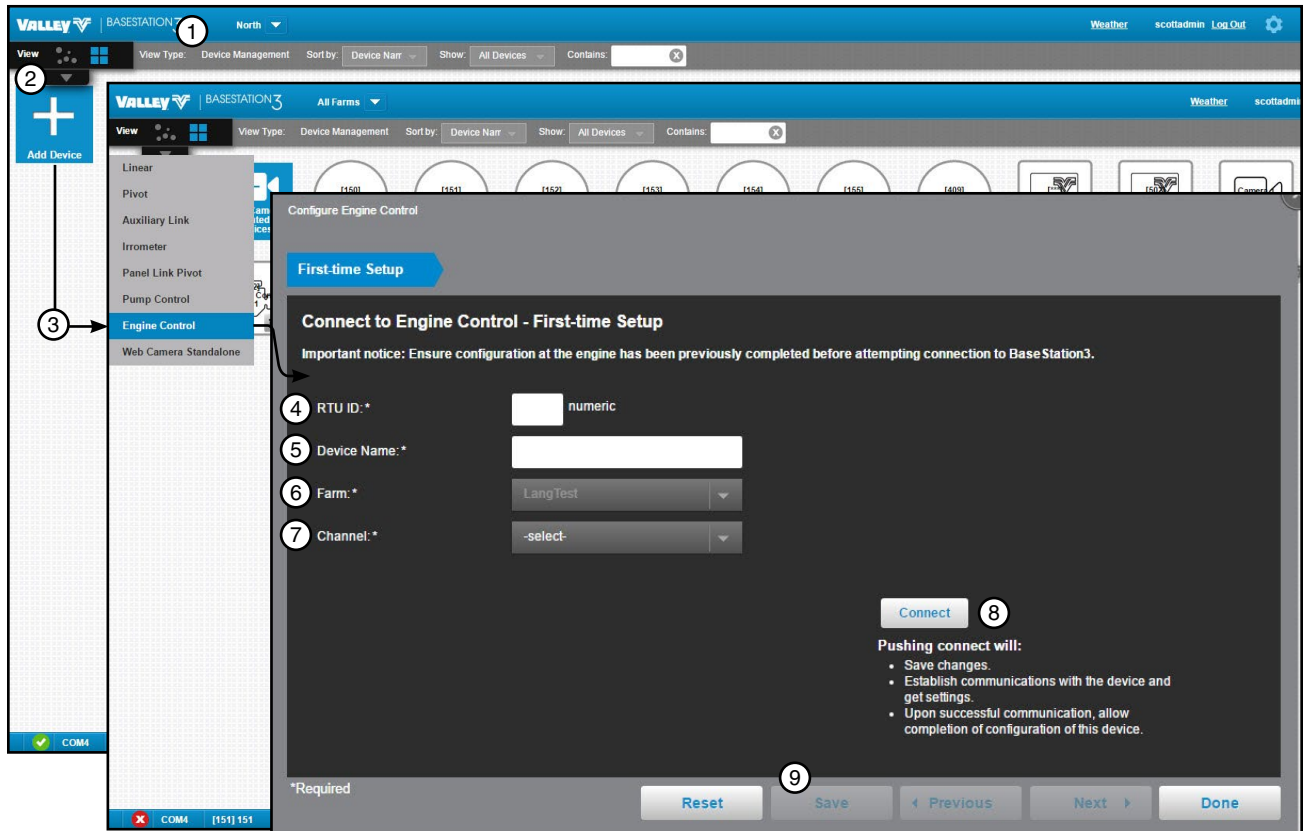 VALLEY | BASESTATION 3 North Weather scottadmin Log Out
1
View View Type: Device Management Sort by: Device Narr Show: All Devices Contains:
2
Add Device
VALLEY | BASESTATION3 All Farms Weather scottadmi
View View Type: Device Management Sort by: Device Narr Show: All Devices Contains:
[150] [151] [152] [153] [154] [155] [409] Camera
Linear
Pivot
Auxiliary Link
Irrometer
Panel Link Pivot
Pump Control
3
Engine Control
Web Camera Standalone
Configure Engine Control
First-time Setup
Connect to Engine Control - First-time Setup
Important notice: Ensure configuration at the engine has been previously completed before attempting connection to BaseStation3.
4 RTU ID:* numeric
5 Device Name:*
6 Farm:* LangTest
7 Channel:* -select-
Connect 8
Pushing connect will:
• Save changes.
• Establish communications with the device and
get settings.
• Upon successful communication, allow
completion of configuration of this device.
9
*Required
Reset Save Previous Next Done
COM4
COM4 [151] 151